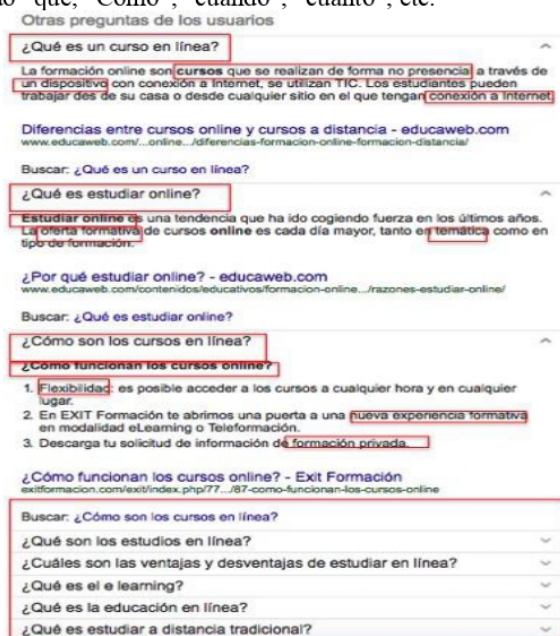 que, "Como", "cuando", "cuanto", etc.
Otras preguntas de los usuarios
¿Qué es un curso en línea?
La formación online son cursos que se realizan de forma no presencial a través de
un dispositivo con conexión a Internet, se utilizan TIC. Los estudiantes pueden
trabajar des de su casa o desde cualquier sitio en el que tengan conexión a Internet.
Diferencias entre cursos online y cursos a distancia - educaweb.com
www.educaweb.com/...online.../diferencias-formacion-online-formacion-distancia/
Buscar: ¿Qué es un curso en línea?
¿Qué es estudiar online?
Estudiar online es una tendencia que ha ido cogiendo fuerza en los últimos años.
La oferta formativa de cursos online es cada día mayor, tanto en temática como en
tipo de formación.
¿Por qué estudiar online? - educaweb.com
www.educaweb.com/contenidos/educativos/formacion-online.../razones-estudiar-online/
Buscar: ¿Qué es estudiar online?
¿Cómo son los cursos en línea?
¿Cómo funcionan los cursos online?
1. Flexibilidad: es posible acceder a los cursos a cualquier hora y en cualquier
lugar.
2. En EXIT Formación te abrimos una puerta a una nueva experiencia formativa
en modalidad eLearning o Teleformación.
3. Descarga tu solicitud de información de formación privada.
¿Cómo funcionan los cursos online? - Exit Formación
exitformacion.com/exit/index.php/77.../87-como-funcionan-los-cursos-online
Buscar: ¿Cómo son los cursos en línea?
¿Qué son los estudios en línea?
¿Cuáles son las ventajas y desventajas de estudiar en línea?
¿Qué es el e learning?
¿Qué es la educación en línea?
¿Qué es estudiar a distancia tradicional?